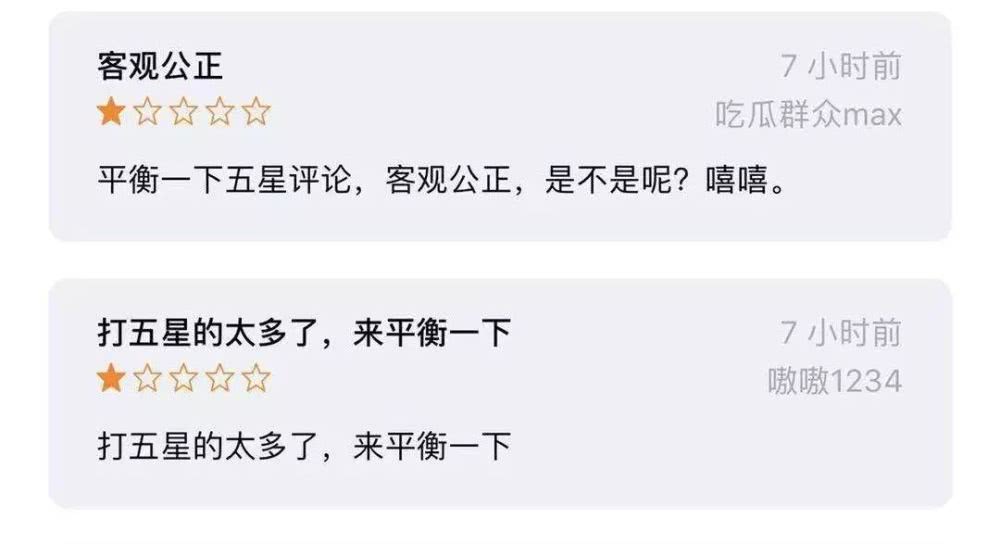 客观公正
7 小时前
吃瓜群众max
平衡一下五星评论，客观公正，是不是呢？嘻嘻。
打五星的太多了，来平衡一下
7 小时前
嗷嗷1234
打五星的太多了，来平衡一下